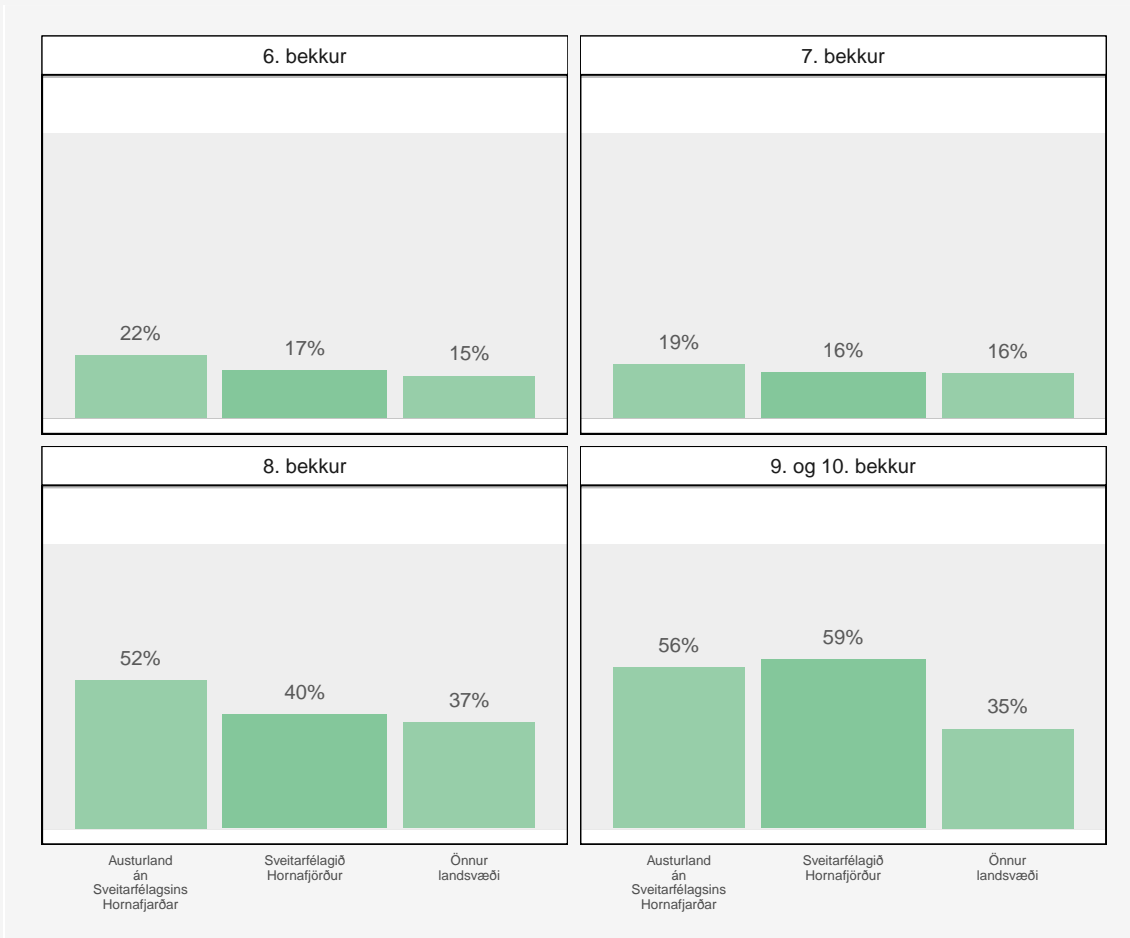 6. bekkur
7. bekkur
22%
17%
15%
19%
16%
16%
8. bekkur
9. og 10. bekkur
52%
40%
37%
56%
59%
35%
Austurland
án
Sveitarfélagsins
Hornafjarðar
Sveitarfélagið
Hornafjörður
Önnur
landsvæði
Austurland
án
Sveitarfélagsins
Hornafjarðar
Sveitarfélagið
Hornafjörður
Önnur
landsvæði